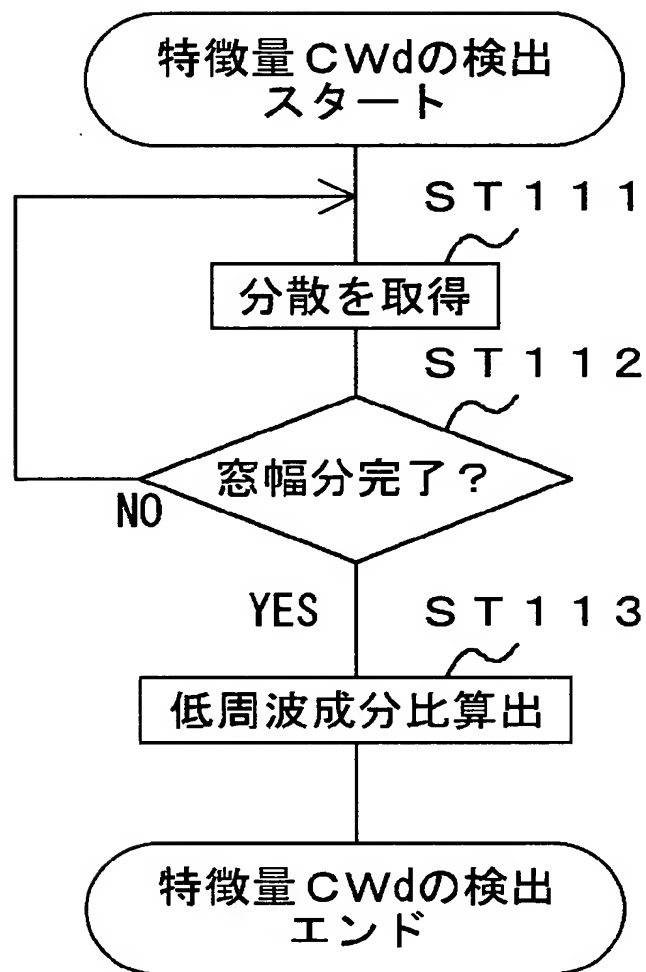 特徴量CWdの検出
スタート
ST111
分散を取得
ST112
窓幅分完了?
NO
YES
ST113
低周波成分比算出
特徴量CWdの検出
エンド